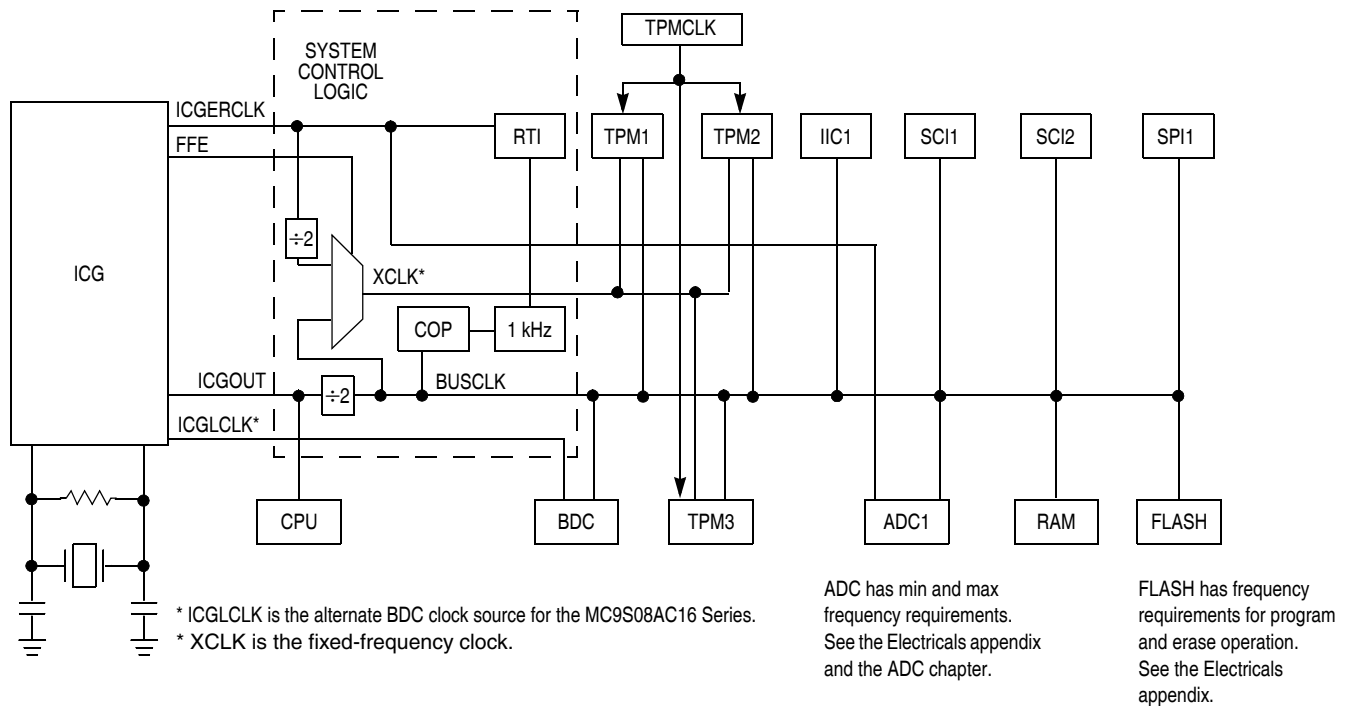 TPMCLK
SYSTEM
CONTROL
LOGIC
ICGERCLK
FFE
RTI
TPM1
TPM2
IIC1
SCI1
SCI2
SPI1
÷2
ICG
XCLK*
COP
1 kHz
ICGOUT
÷2
BUSCLK
ICGLCLK*
CPU
BDC
TPM3
ADC1
RAM
FLASH
* ICGLCLK is the alternate BDC clock source for the MC9S08AC16 Series.
* XCLK is the fixed-frequency clock.
ADC has min and max
frequency requirements.
See the Electricals appendix
and the ADC chapter.
FLASH has frequency
requirements for program
and erase operation.
See the Electricals
appendix.